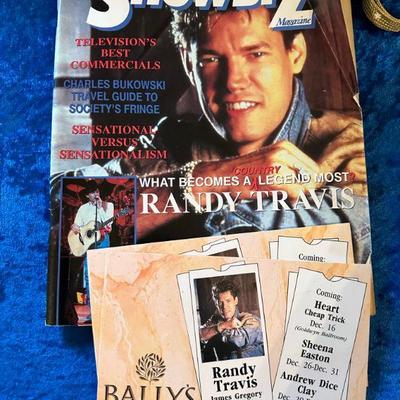 SHOWBIZ
Magazine
TELEVISION'S
BEST
COMMERCIALS
CHARLES BUKOWSKI
TRAVEL GUIDE TO
SOCIETY'S FRINGE
SENSATIONAL
VERSUS
SENSATIONALISM
COUNTRY
WHAT BECOMES A LEGEND MOST?
RANDY TRAVIS
Coming:
BALLY'S
Randy
Travis
James Gregory
Coming:
Heart
Cheap Trick
Dec. 16
(Goldwyn Ballroom)
Sheena
Easton
Dec. 26-Dec. 31
Andrew Dice
Clay